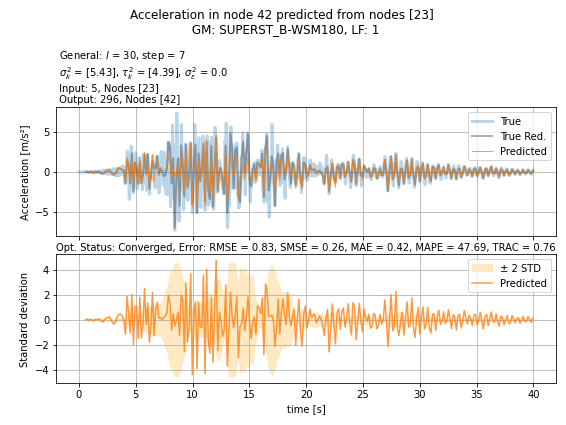 Acceleration in node 42 predicted from nodes [23]
GM: SUPERST_B-WSM180, LF: 1
General: l = 30, step = 7
σ²ₖ = [5.43], τ²ₖ = [4.39], σ²ε = 0.0
Input: 5, Nodes [23]
Output: 296, Nodes [42]
Acceleration [m/s²]
5
0
−5
True
True Red.
Predicted
Opt. Status: Converged, Error: RMSE = 0.83, SMSE = 0.26, MAE = 0.42, MAPE = 47.69, TRAC = 0.76
Standard deviation
4
2
0
−2
−4
± 2 STD
Predicted
0 5 10 15 20 25 30 35 40
time [s]